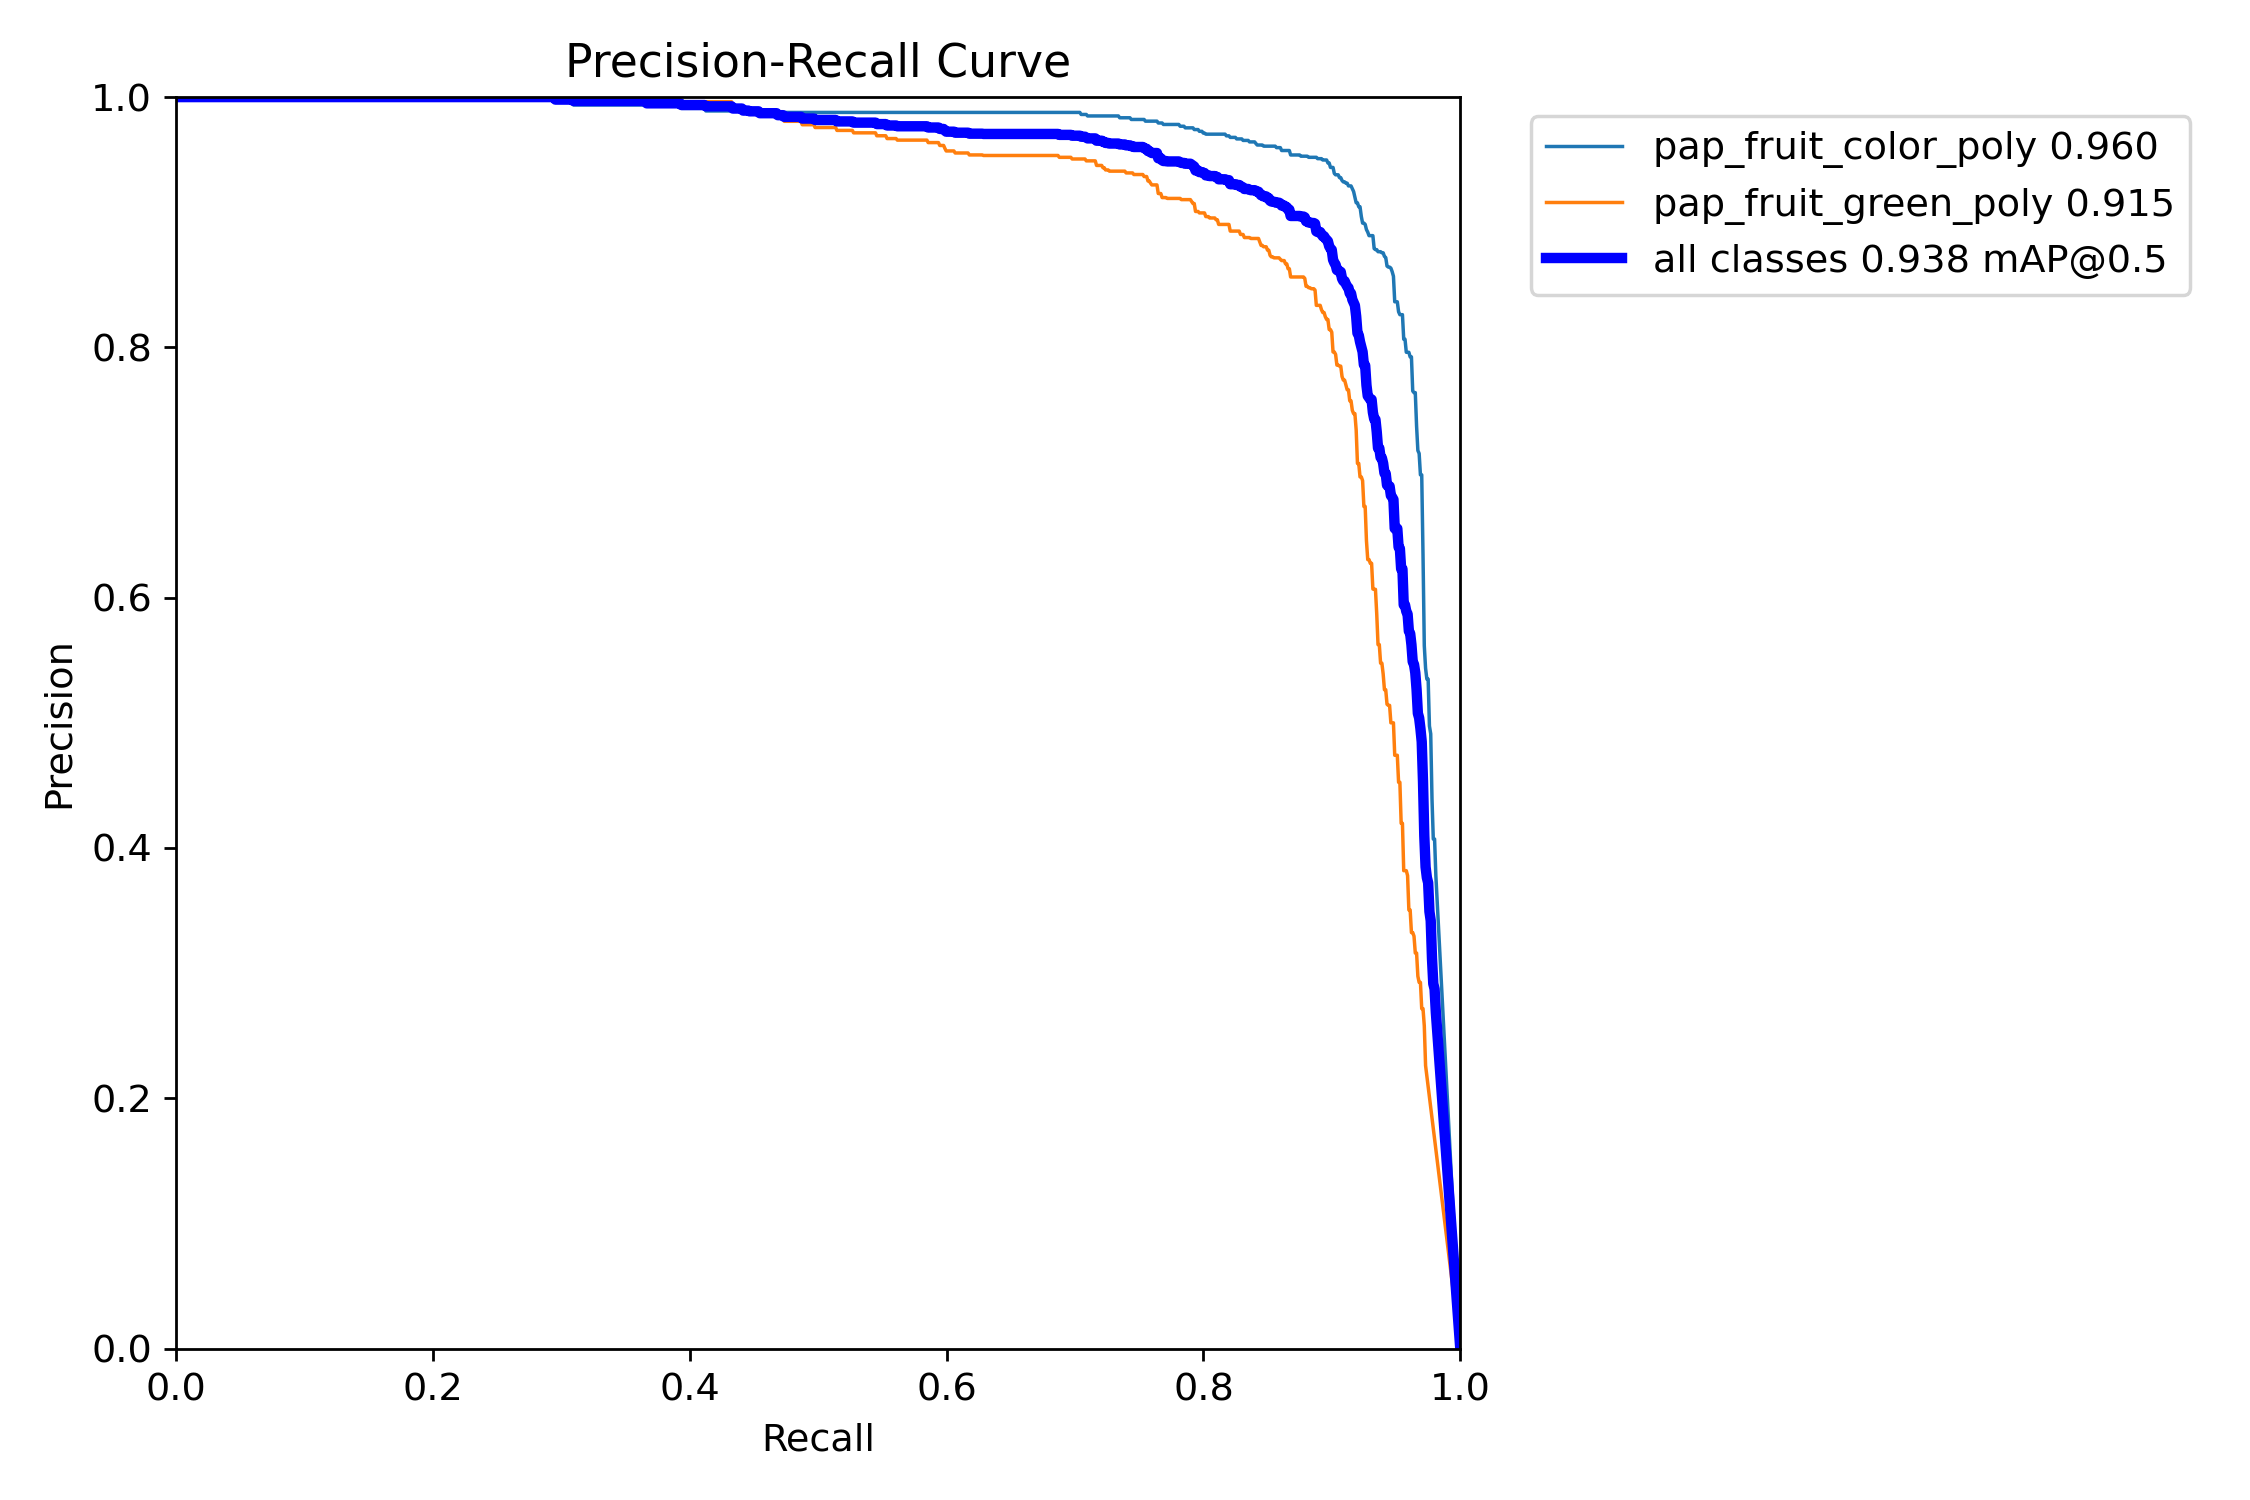 Precision-Recall Curve
1.0
0.8
0.6
0.4
0.2
0.0
Precision
0.0 0.2 0.4 0.6 0.8 1.0
Recall
pap_fruit_color_poly 0.960
pap_fruit_green_poly 0.915
all classes 0.938 mAP@0.5